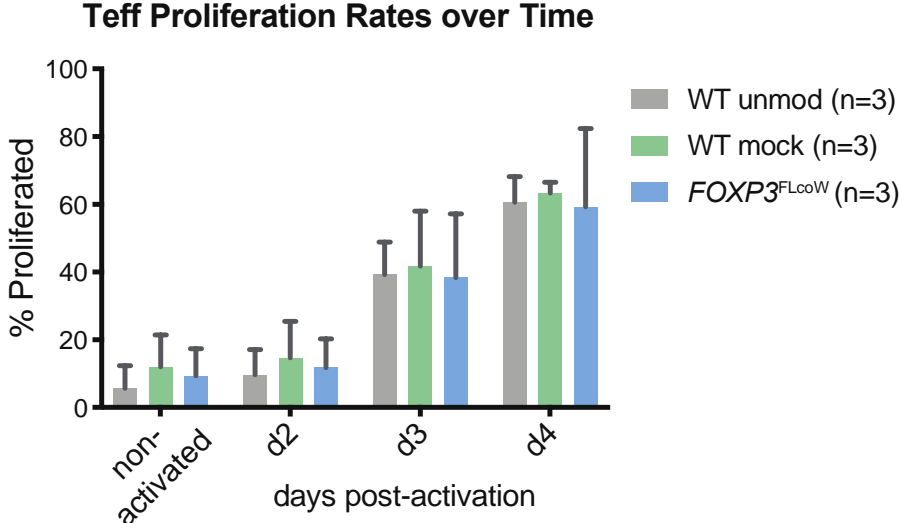 Teff Proliferation Rates over Time
% Proliferated
100
80
60
40
20
0
non-
activated
d2
d3
d4
days post-activation
WT unmod (n=3)
WT mock (n=3)
FOXP3FLcoW (n=3)